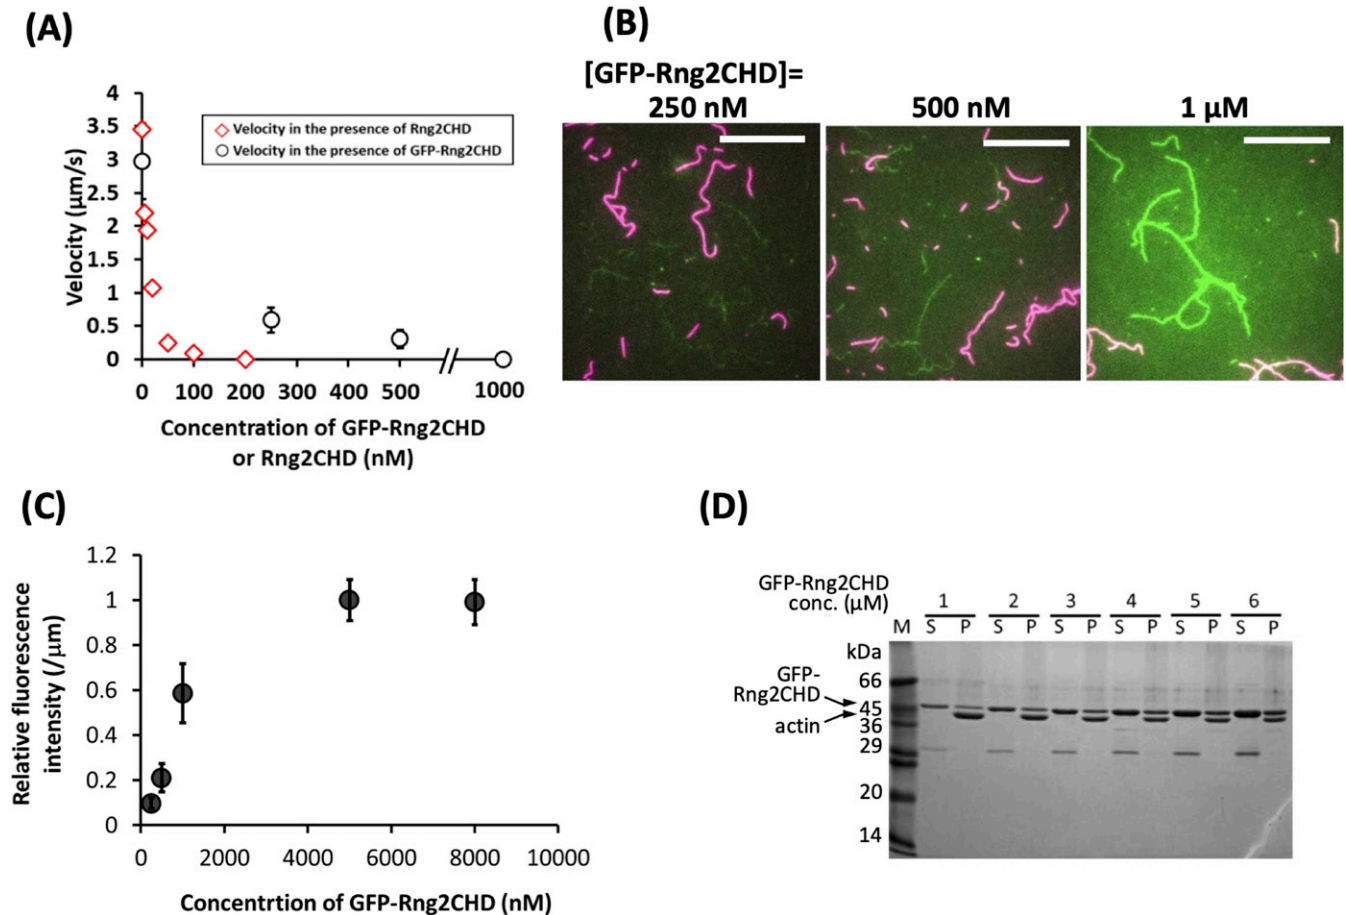 (A)
4
3.5
3
2.5
2
1.5
1
0.5
0
Velocity (μm/s)
Velocity in the presence of Rng2CHD
Velocity in the presence of GFP-Rng2CHD
0 100 200 300 400 500 1000
Concentration of GFP-Rng2CHD
or Rng2CHD (nM)
(B)
[GFP-Rng2CHD]=
250 nM 500 nM 1 μM
(C)
1.2
1
0.8
0.6
0.4
0.2
0
Relative fluorescence
intensity (/μm)
0 2000 4000 6000 8000 10000
Concentrtion of GFP-Rng2CHD (nM)
(D)
GFP-Rng2CHD
conc. (μM)
1 2 3 4 5 6
M S P S P S P S P S P S P
kDa
66
GFP-
Rng2CHD
45
actin
36
29
20
14